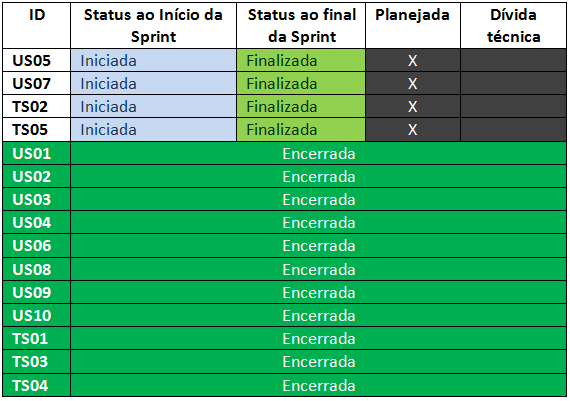 ID Status ao Início da Sprint Status ao final da Sprint Planejada Dívida técnica
US05 Iniciada Finalizada X
US07 Iniciada Finalizada X
TS02 Iniciada Finalizada X
TS05 Iniciada Finalizada X
US01 Encerrada
US02 Encerrada
US03 Encerrada
US04 Encerrada
US06 Encerrada
US08 Encerrada
US09 Encerrada
US10 Encerrada
TS01 Encerrada
TS03 Encerrada
TS04 Encerrada